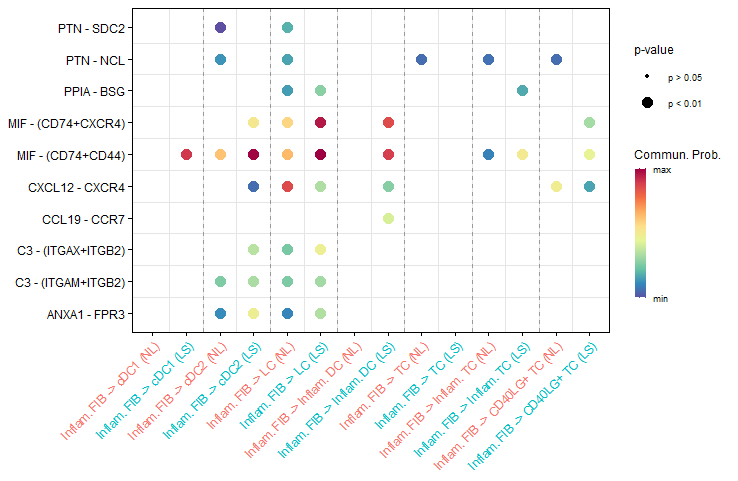 PTN - SDC2
PTN - NCL
PPIA - BSG
MIF - (CD74+CXCR4)
MIF - (CD74+CD44)
CXCL12 - CXCR4
CCL19 - CCR7
C3 - (ITGAX+ITGB2)
C3 - (ITGAM+ITGB2)
ANXA1 - FPR3
Inflam. FIB > cDC1 (NL)
Inflam. FIB > cDC1 (LS)
Inflam. FIB > cDC2 (NL)
Inflam. FIB > cDC2 (LS)
Inflam. FIB > LC (NL)
Inflam. FIB > LC (LS)
Inflam. FIB > Inflam. DC (NL)
Inflam. FIB > Inflam. DC (LS)
Inflam. FIB > TC (NL)
Inflam. FIB > TC (LS)
Inflam. FIB > Inflam. TC (NL)
Inflam. FIB > Inflam. TC (LS)
Inflam. FIB > CD40LG+ TC (NL)
Inflam. FIB > CD40LG+ TC (LS)
p-value
p > 0.05
p < 0.01
Commun. Prob.
max
min